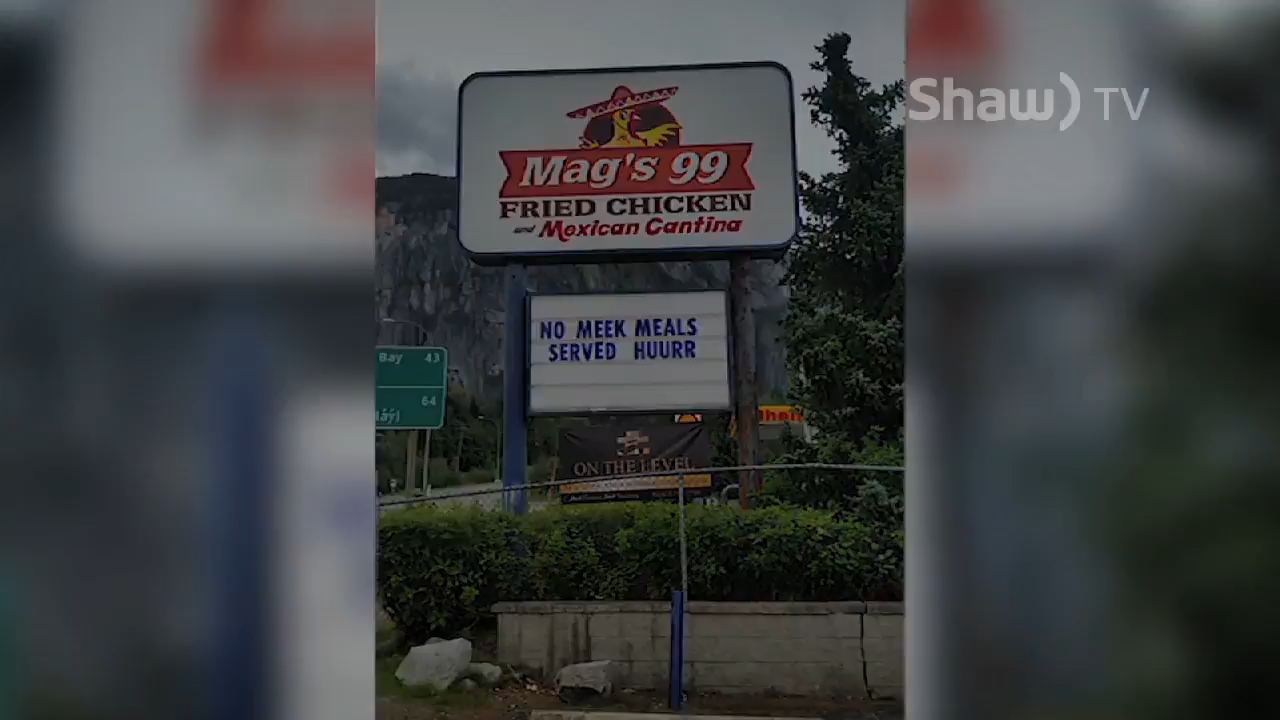 Shaw) TV
Mag's 99
FRIED CHICKEN
and Mexican Cantina
NO MEEK MEALS
SERVED HUURR
Bay 43
64
ON THE LEVEL